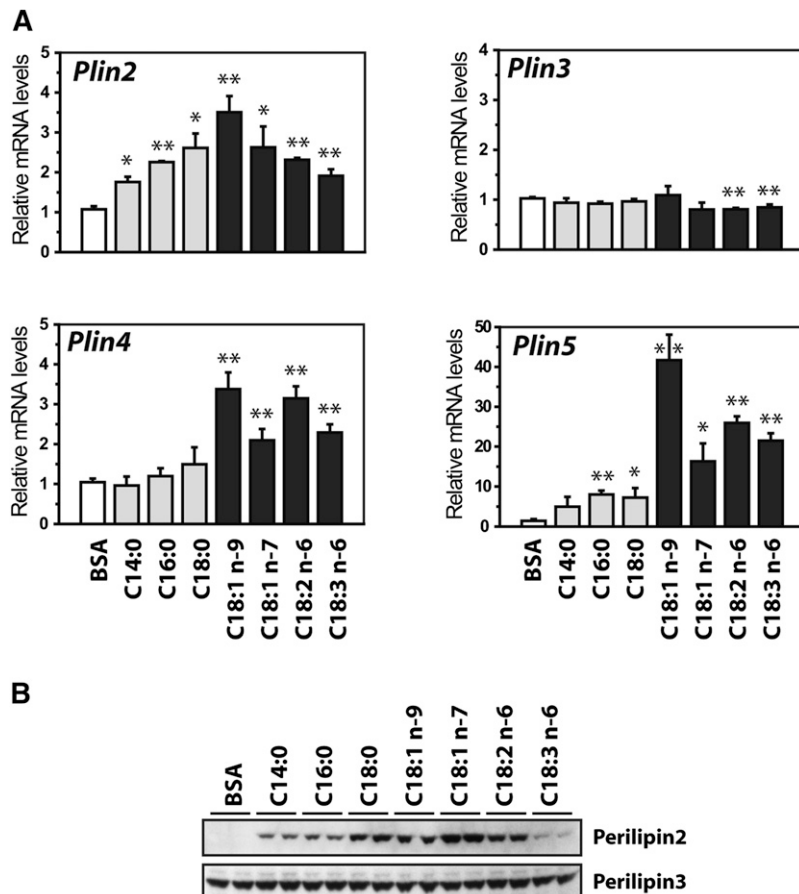 A
Plin2
Relative mRNA levels
5
4
3
2
1
0
* ** * ** * ** **
Plin3
Relative mRNA levels
4
3
2
1
0
** **
Plin4
Relative mRNA levels
5
4
3
2
1
0
** ** ** **
BSA
C14:0
C16:0
C18:0
C18:1 n-9
C18:1 n-7
C18:2 n-6
C18:3 n-6
Plin5
Relative mRNA levels
50
40
30
20
10
0
** * ** * ** **
BSA
C14:0
C16:0
C18:0
C18:1 n-9
C18:1 n-7
C18:2 n-6
C18:3 n-6
B
BSA
C14:0
C16:0
C18:0
C18:1 n-9
C18:1 n-7
C18:2 n-6
C18:3 n-6
Perilipin2
Perilipin3